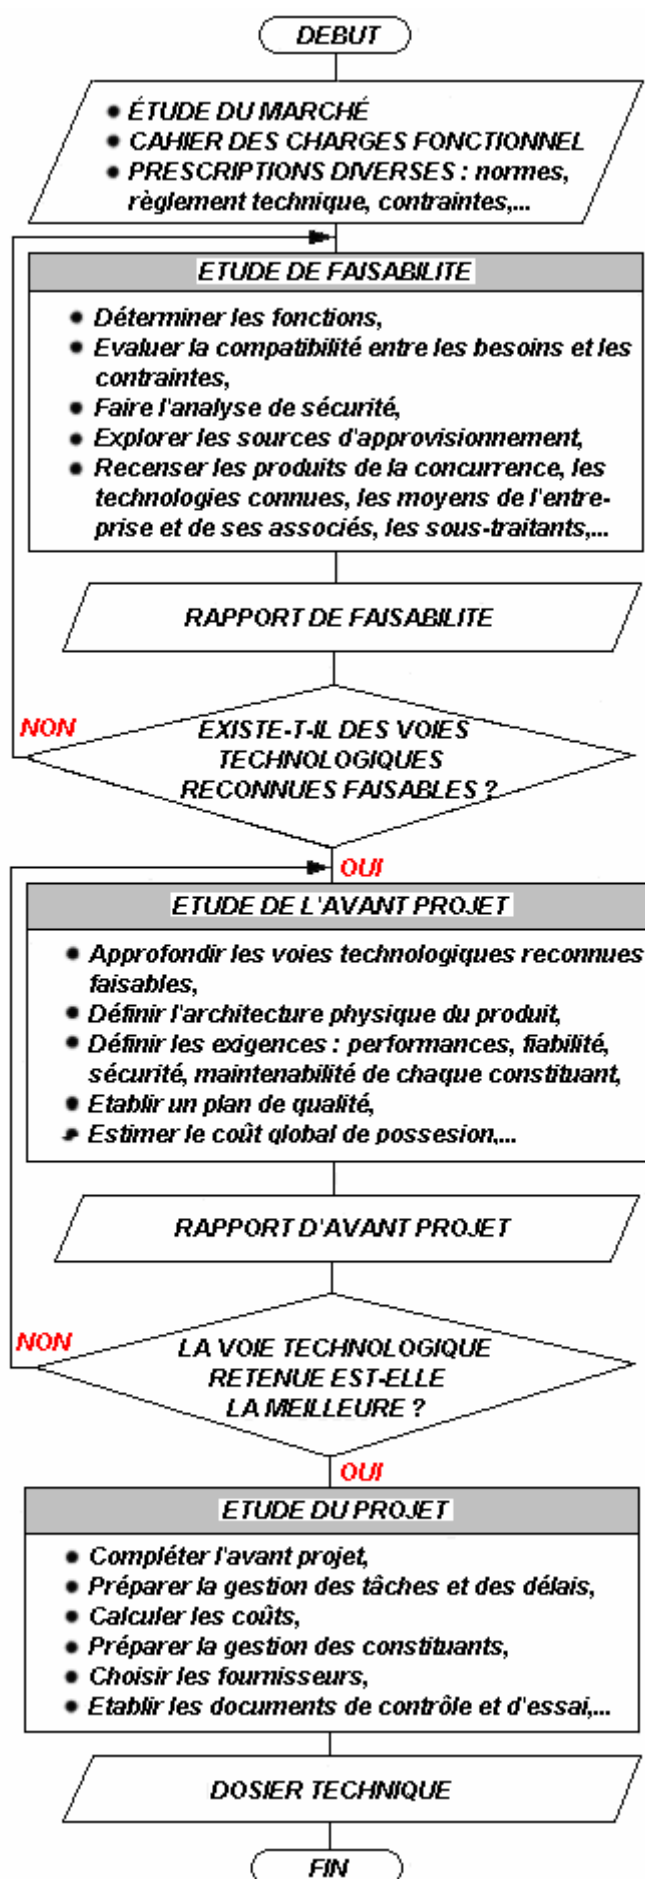 DEBUT
• ÉTUDE DU MARCHÉ
• CAHIER DES CHARGES FONCTIONNEL
• PRESCRIPTIONS DIVERSES : normes,
règlement technique, contraintes,...
ETUDE DE FAISABILITE
• Déterminer les fonctions,
• Evaluer la compatibilité entre les besoins et les
contraintes,
• Faire l'analyse de sécurité,
• Explorer les sources d'approvisionnement,
• Recenser les produits de la concurrence, les
technologies connues, les moyens de l'entre-
prise et de ses associés, les sous-traitants,...
RAPPORT DE FAISABILITE
NON
EXISTE-T-IL DES VOIES
TECHNOLOGIQUES
RECONNUES FAISABLES ?
OUI
ETUDE DE L'AVANT PROJET
• Approfondir les voies technologiques reconnues
faisables,
• Définir l'architecture physique du produit,
• Définir les exigences : performances, fiabilité,
sécurité, maintenabilité de chaque constituant,
• Etablir un plan de qualité,
• Estimer le coût global de possesion,...
RAPPORT D'AVANT PROJET
NON
LA VOIE TECHNOLOGIQUE
RETENUE EST-ELLE
LA MEILLEURE ?
OUI
ETUDE DU PROJET
• Compléter l'avant projet,
• Préparer la gestion des tâches et des délais,
• Calculer les coûts,
• Préparer la gestion des constituants,
• Choisir les fournisseurs,
• Etablir les documents de contrôle et d'essai,...
DOSIER TECHNIQUE
FIN